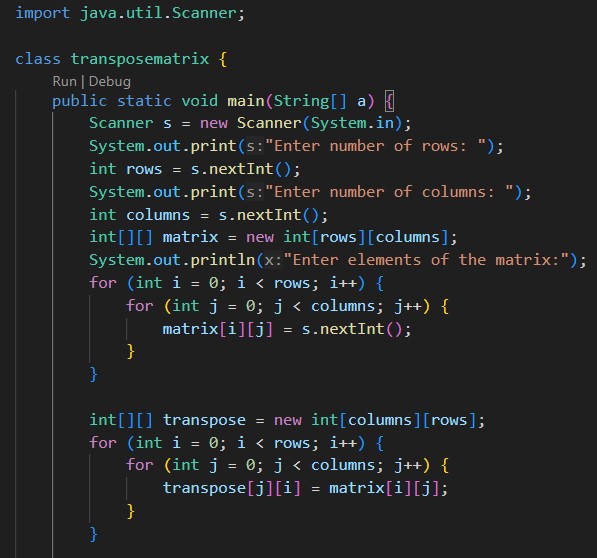 import java.util.Scanner;
class transposematrix {
Run | Debug
public static void main(String[] a) {
Scanner s = new Scanner(System.in);
System.out.print(s:"Enter number of rows: ");
int rows = s.nextInt();
System.out.print(s:"Enter number of columns: ");
int columns = s.nextInt();
int[][] matrix = new int[rows][columns];
System.out.println(x:"Enter elements of the matrix:");
for (int i = 0; i < rows; i++) {
for (int j = 0; j < columns; j++) {
matrix[i][j] = s.nextInt();
}
}
int[][] transpose = new int[columns][rows];
for (int i = 0; i < rows; i++) {
for (int j = 0; j < columns; j++) {
transpose[j][i] = matrix[i][j];
}
}